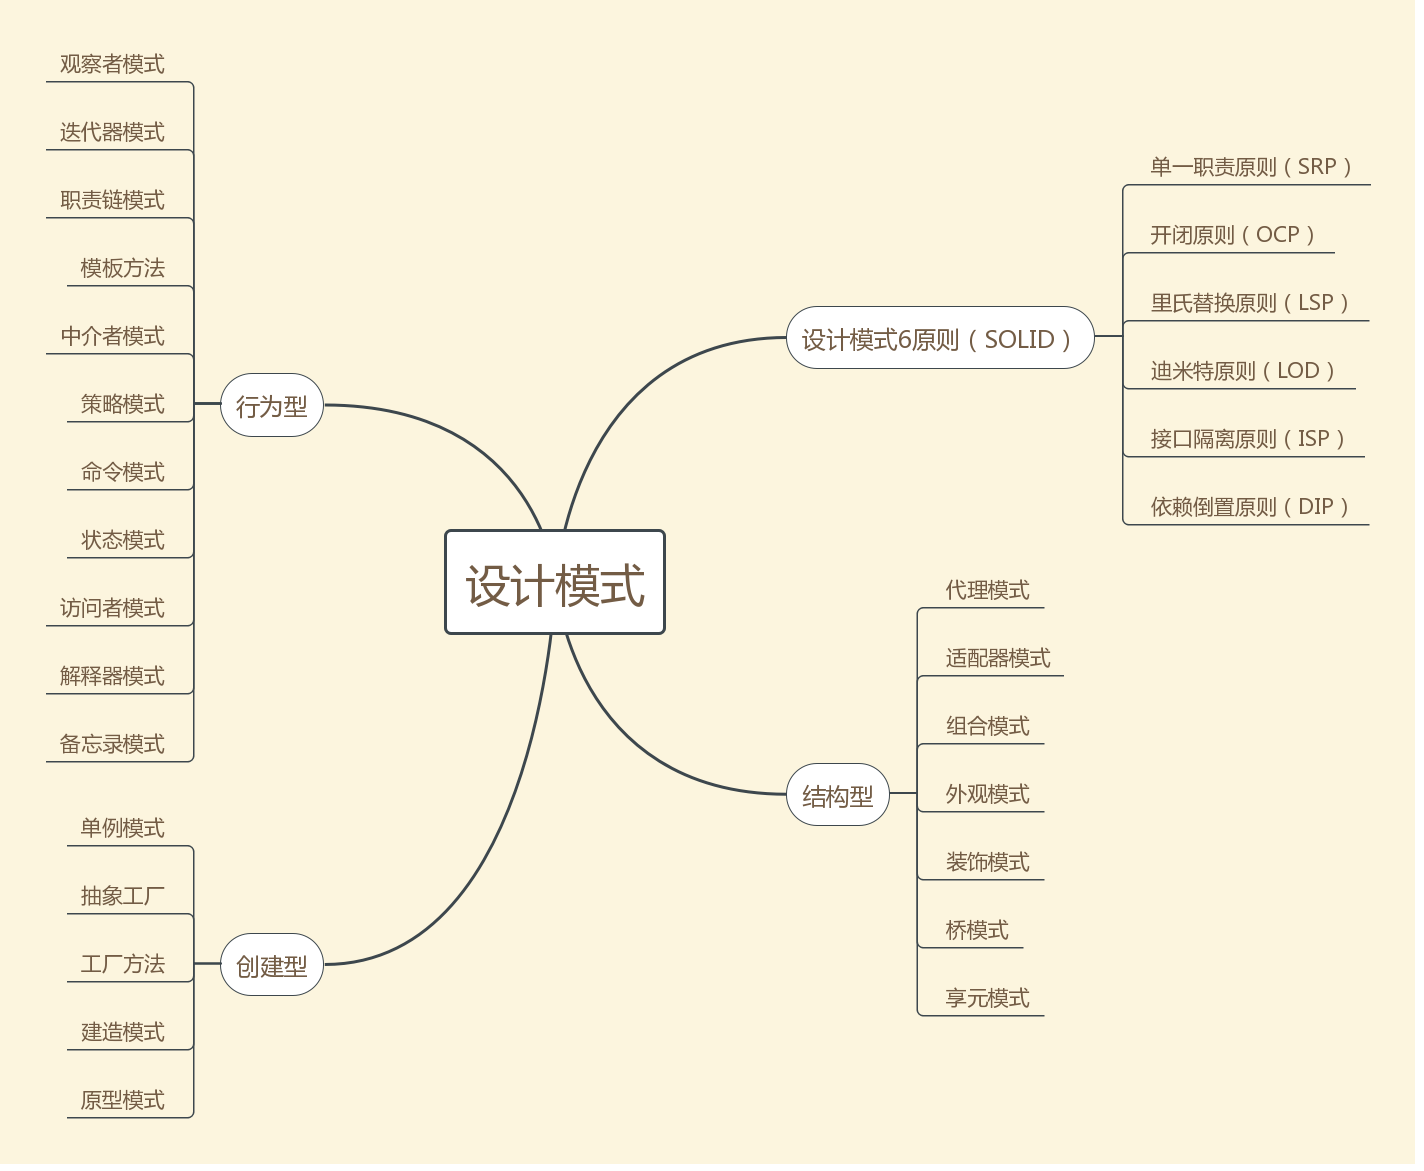 设计模式
设计模式6原则（SOLID）
单一职责原则（SRP）
开闭原则（OCP）
里氏替换原则（LSP）
迪米特原则（LOD）
接口隔离原则（ISP）
依赖倒置原则（DIP）
结构型
代理模式
适配器模式
组合模式
外观模式
装饰模式
桥模式
享元模式
行为型
观察者模式
迭代器模式
职责链模式
模板方法
中介者模式
策略模式
命令模式
状态模式
访问者模式
解释器模式
备忘录模式
创建型
单例模式
抽象工厂
工厂方法
建造模式
原型模式